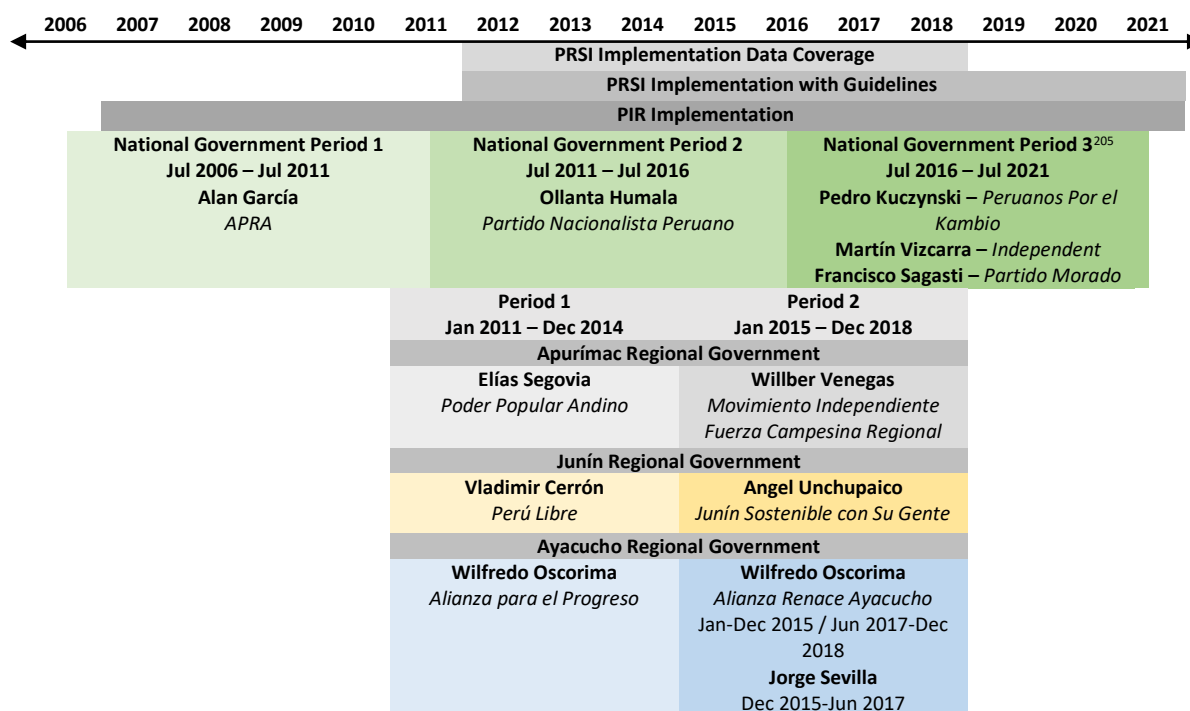 2006 2007 2008 2009 2010 2011 2012 2013 2014 2015 2016 2017 2018 2019 2020 2021
PRSI Implementation Data Coverage
PRSI Implementation with Guidelines
PIR Implementation
National Government Period 1
Jul 2006 – Jul 2011
Alan García
APRA
National Government Period 2
Jul 2011 – Jul 2016
Ollanta Humala
Partido Nacionalista Peruano
National Government Period 3²⁰⁵
Jul 2016 – Jul 2021
Pedro Kuczynski – Peruanos Por el
Kambio
Martín Vizcarra – Independent
Francisco Sagasti – Partido Morado
Period 1
Jan 2011 – Dec 2014
Period 2
Jan 2015 – Dec 2018
Apurímac Regional Government
Elías Segovia
Poder Popular Andino
Willber Venegas
Movimiento Independiente
Fuerza Campesina Regional
Junín Regional Government
Vladimir Cerrón
Perú Libre
Angel Unchupaico
Junín Sostenible con Su Gente
Ayacucho Regional Government
Wilfredo Oscorima
Alianza para el Progreso
Wilfredo Oscorima
Alianza Renace Ayacucho
Jan-Dec 2015 / Jun 2017-Dec
2018
Jorge Sevilla
Dec 2015-Jun 2017